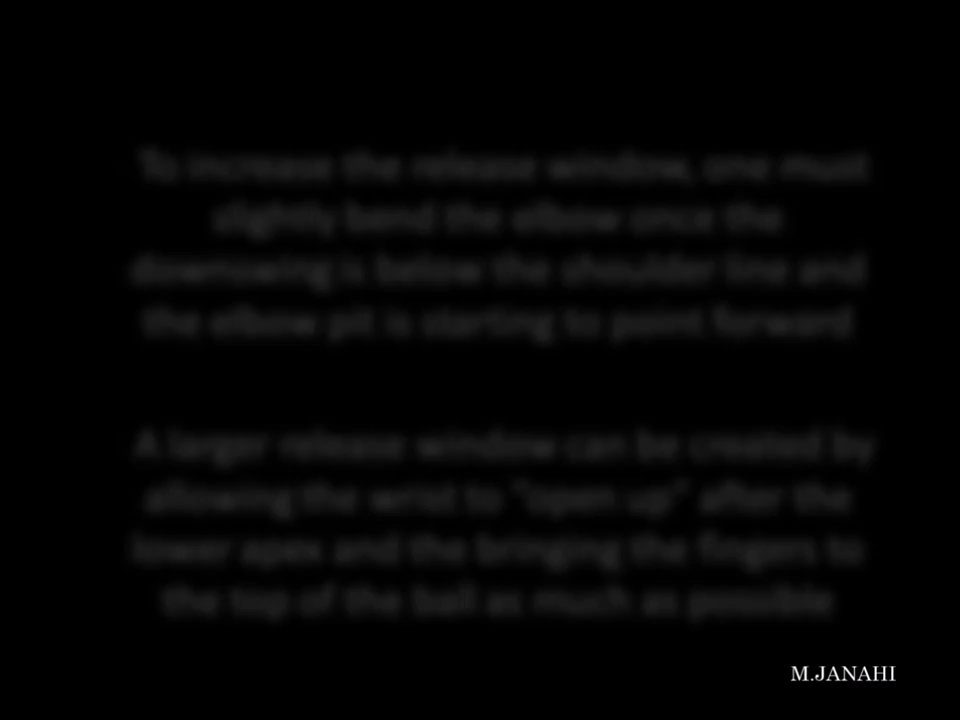 To increase the release window, one must
slightly bend the elbow once the
downswing is below the shoulder line and
the elbow pit is starting to point forward
A larger release window can be created by
allowing the wrist to "open up" after the
lower apex and the bringing the fingers to
the top of the ball as much as possible
M.JANAHI